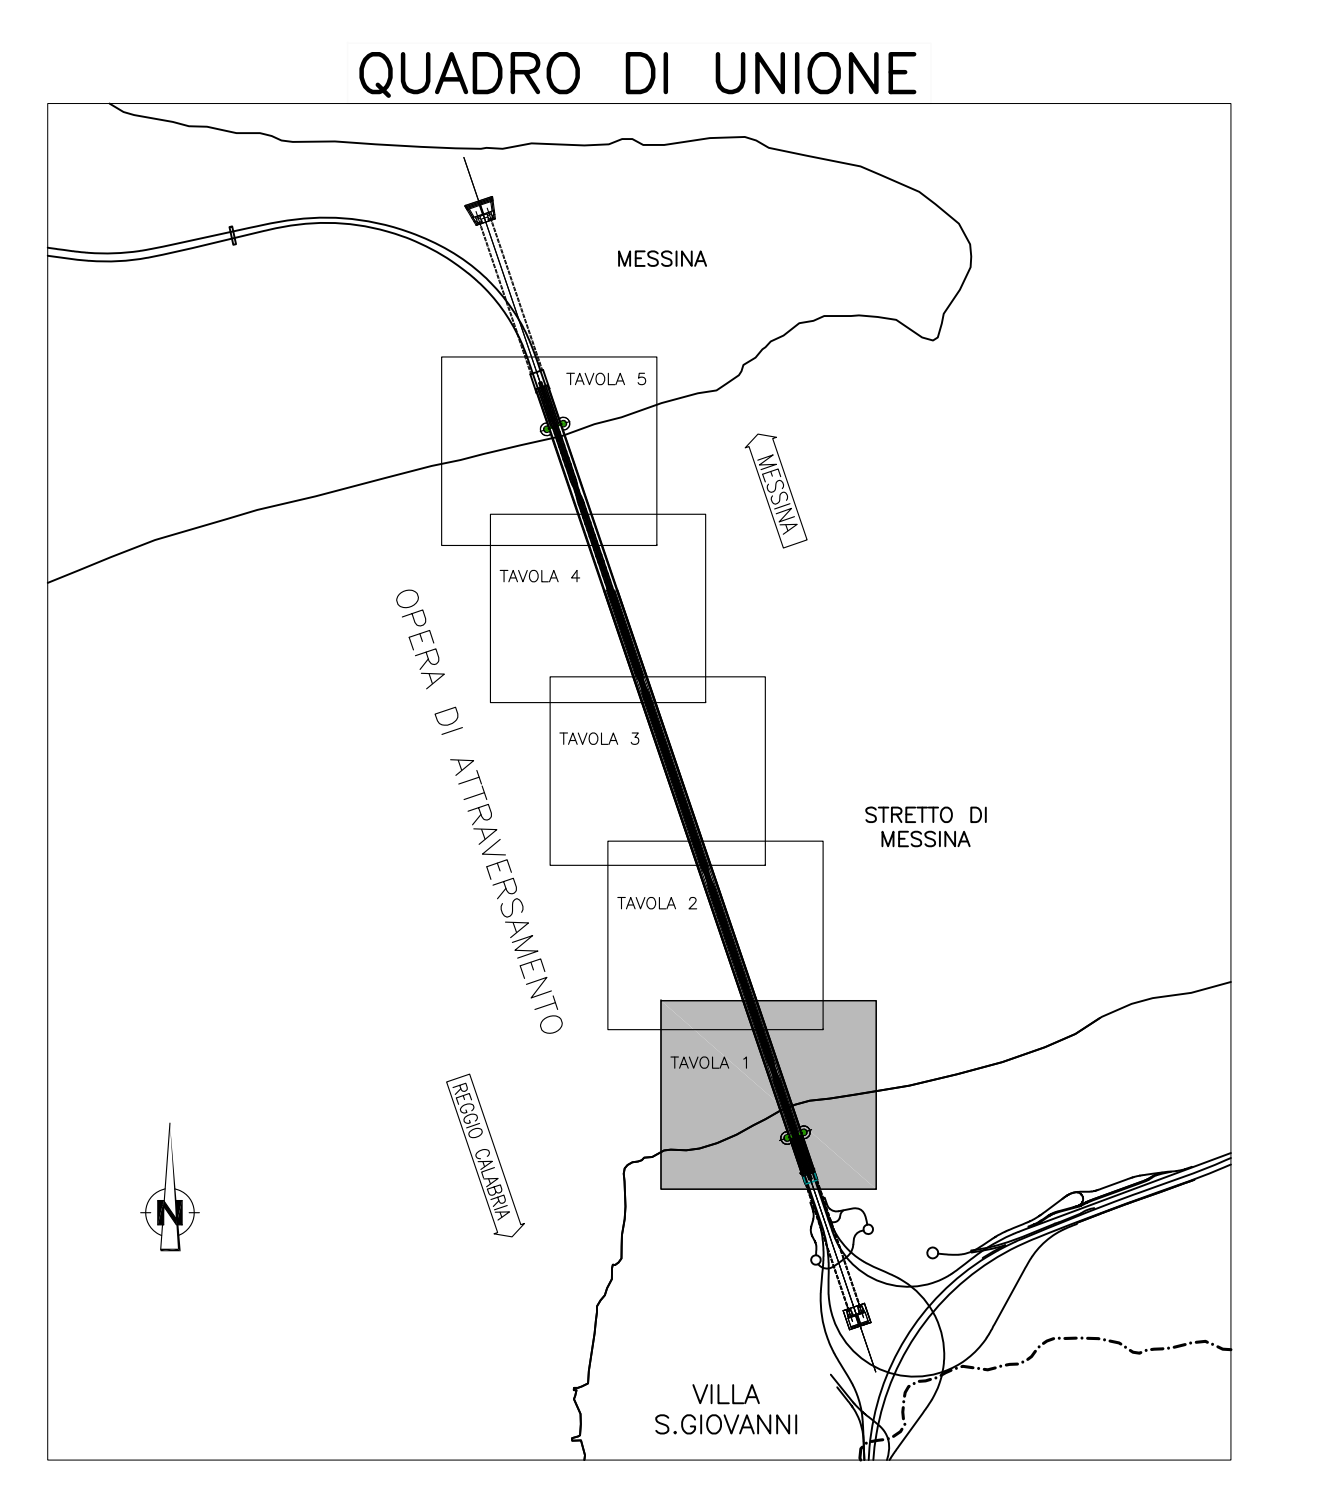 QUADRO DI UNIONE
MESSINA
TAVOLA 5
MESSINA
TAVOLA 4
OPERA DI ATTRAVERSAMENTO
TAVOLA 3
STRETTO DI
MESSINA
TAVOLA 2
TAVOLA 1
REGGIO CALABRIA
N
VILLA
S.GIOVANNI